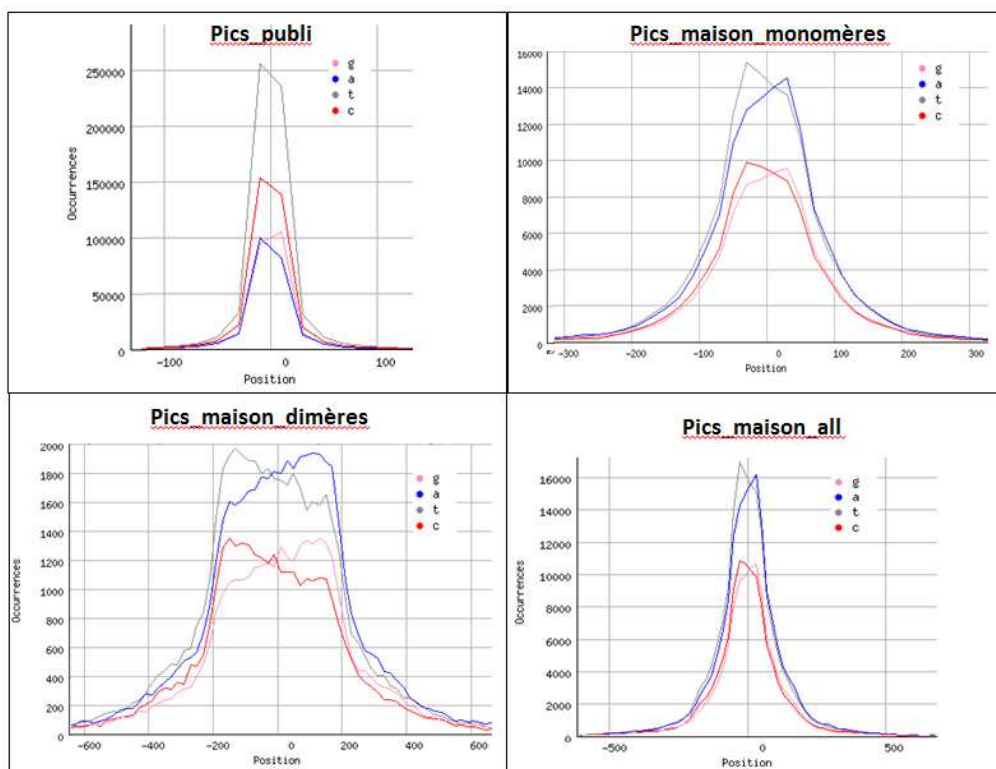 Pics_publi
g
a
t
c
250000
200000
150000
100000
50000
0
Occurrences
−100
0
100
Position
Pics_maison_monomères
g
a
t
c
16000
14000
12000
10000
8000
6000
4000
2000
0
Occurrences
−300
−200
−100
0
100
200
300
Position
Pics_maison_dimères
g
a
t
c
2000
1800
1600
1400
1200
1000
800
600
400
200
0
Occurrences
−600
−400
−200
0
200
400
600
Position
Pics_maison_all
g
a
t
c
16000
14000
12000
10000
8000
6000
4000
2000
0
Occurrences
−500
0
500
Position